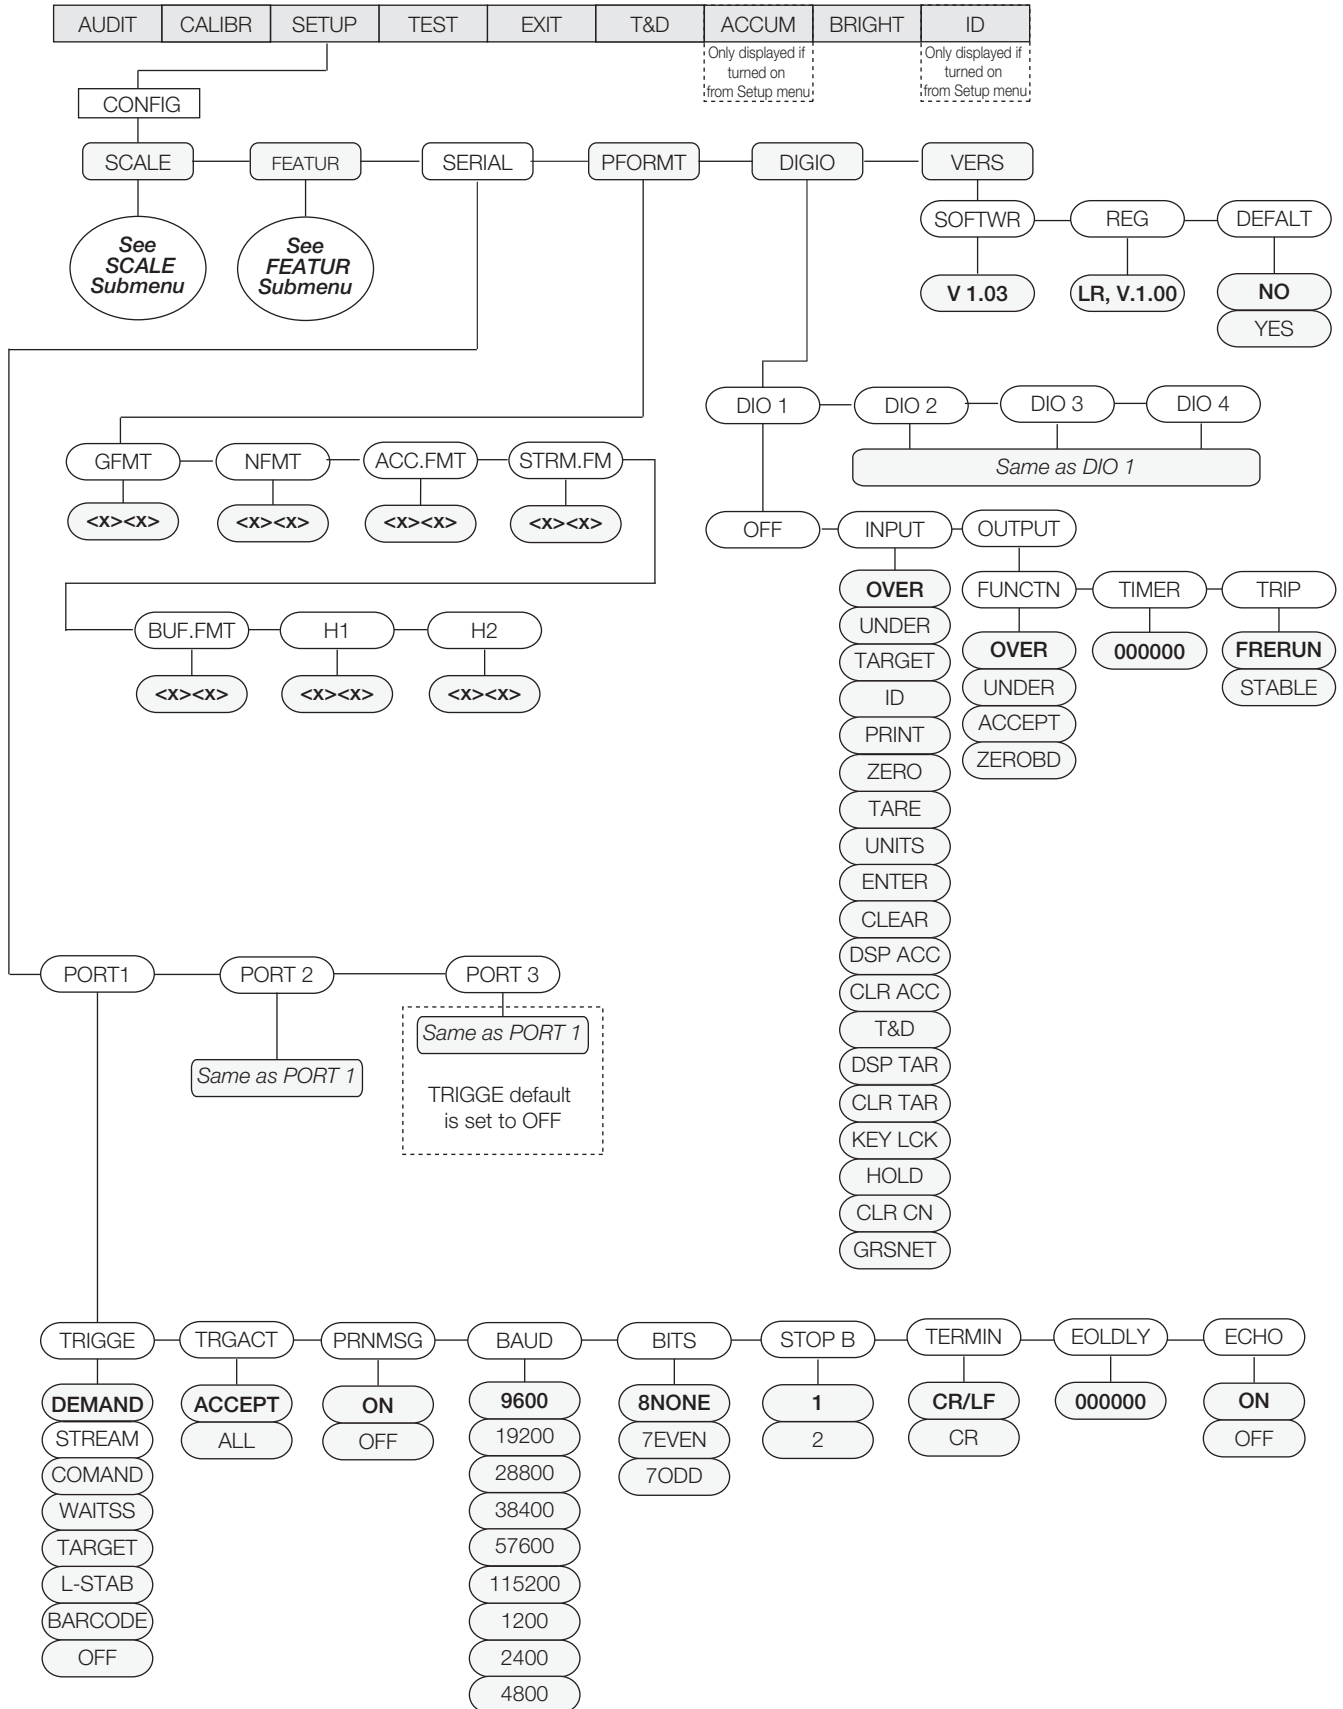 AUDIT CALIBR SETUP TEST EXIT T&D ACCUM BRIGHT ID
Only displayed if
turned on
from Setup menu
Only displayed if
turned on
from Setup menu
CONFIG
SCALE FEATUR SERIAL PFORMT DIGIO VERS
See
SCALE
Submenu
See
FEATUR
Submenu
SOFTWR REG DEFALT
V 1.03 LR, V.1.00 NO
YES
DIO 1 DIO 2 DIO 3 DIO 4
Same as DIO 1
GFMT NFMT ACC.FMT STRM.FM
<x><x> <x><x> <x><x> <x><x>
BUF.FMT H1 H2
<x><x> <x><x> <x><x>
OFF INPUT OUTPUT
OVER
UNDER
TARGET
ID
PRINT
ZERO
TARE
UNITS
ENTER
CLEAR
DSP ACC
CLR ACC
T&D
DSP TAR
CLR TAR
KEY LCK
HOLD
CLR CN
GRSNET
FUNCTN TIMER TRIP
OVER 000000 FRERUN
UNDER STABLE
ACCEPT
ZEROBD
PORT1 PORT 2 PORT 3
Same as PORT 1
Same as PORT 1
TRIGGE default
is set to OFF
TRIGGE TRGACT PRNMSG BAUD BITS STOP B TERMIN EOLDLY ECHO
DEMAND ACCEPT ON 9600 8NONE 1 CR/LF 000000 ON
STREAM ALL OFF 19200 7EVEN 2 CR OFF
COMAND 28800 7ODD
WAITSS 38400
TARGET 57600
L-STAB 115200
BARCODE 1200
OFF 2400
4800